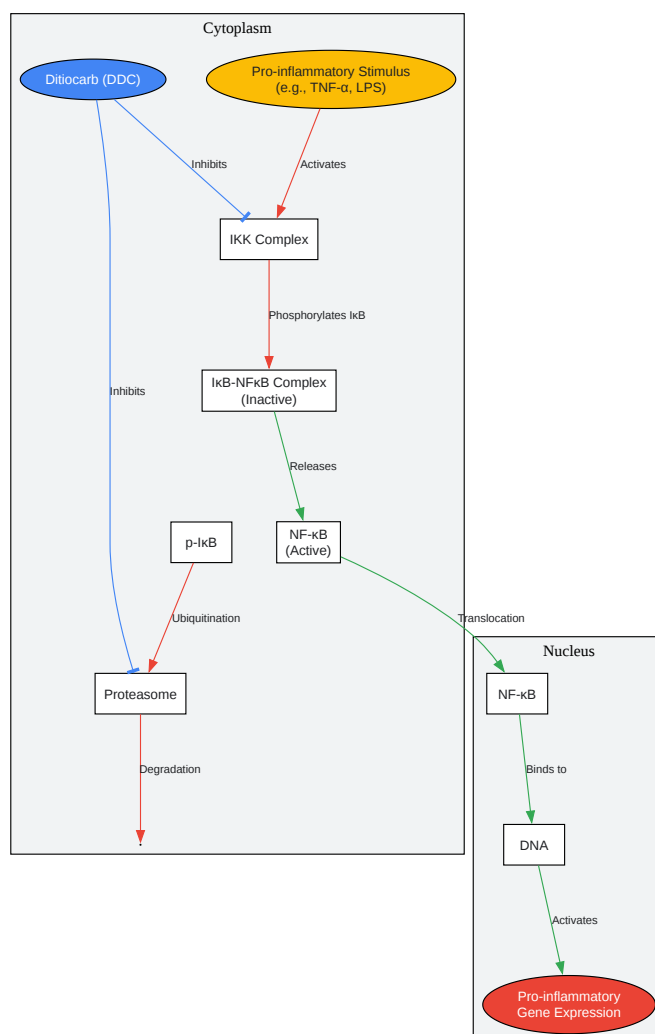 Cytoplasm
Ditiocarb (DDC)
Pro-inflammatory Stimulus
(e.g., TNF-α, LPS)
Inhibits
Activates
IKK Complex
Phosphorylates IκB
IκB-NFκB Complex
(Inactive)
Inhibits
Releases
p-IκB
NF-κB
(Active)
Ubiquitination
Translocation
Nucleus
Proteasome
NF-κB
Degradation
Binds to
DNA
Activates
Pro-inflammatory
Gene Expression